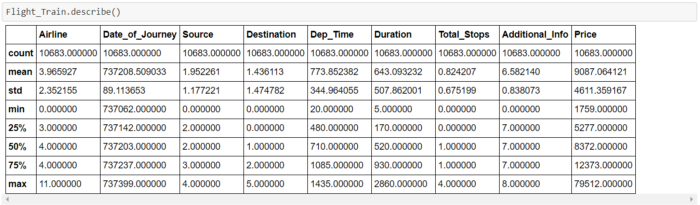 Flight_Train.describe()
Airline Date_of_Journey Source Destination Dep_Time Duration Total_Stops Additional_Info Price
count 10683.000000 10683.000000 10683.000000 10683.000000 10683.000000 10683.000000 10683.000000 10683.000000 10683.000000
mean 3.965927 737208.509033 1.952261 1.436113 773.852382 643.093232 0.824207 6.582140 9087.064121
std 2.352155 89.113653 1.177221 1.474782 344.964055 507.862001 0.675199 0.838073 4611.359167
min 0.000000 737062.000000 0.000000 0.000000 20.000000 5.000000 0.000000 0.000000 1759.000000
25% 3.000000 737142.000000 2.000000 0.000000 480.000000 170.000000 0.000000 7.000000 5277.000000
50% 4.000000 737203.000000 2.000000 1.000000 710.000000 520.000000 1.000000 7.000000 8372.000000
75% 4.000000 737237.000000 3.000000 2.000000 1085.000000 930.000000 1.000000 7.000000 12373.000000
max 11.000000 737399.000000 4.000000 5.000000 1435.000000 2860.000000 4.000000 8.000000 79512.000000